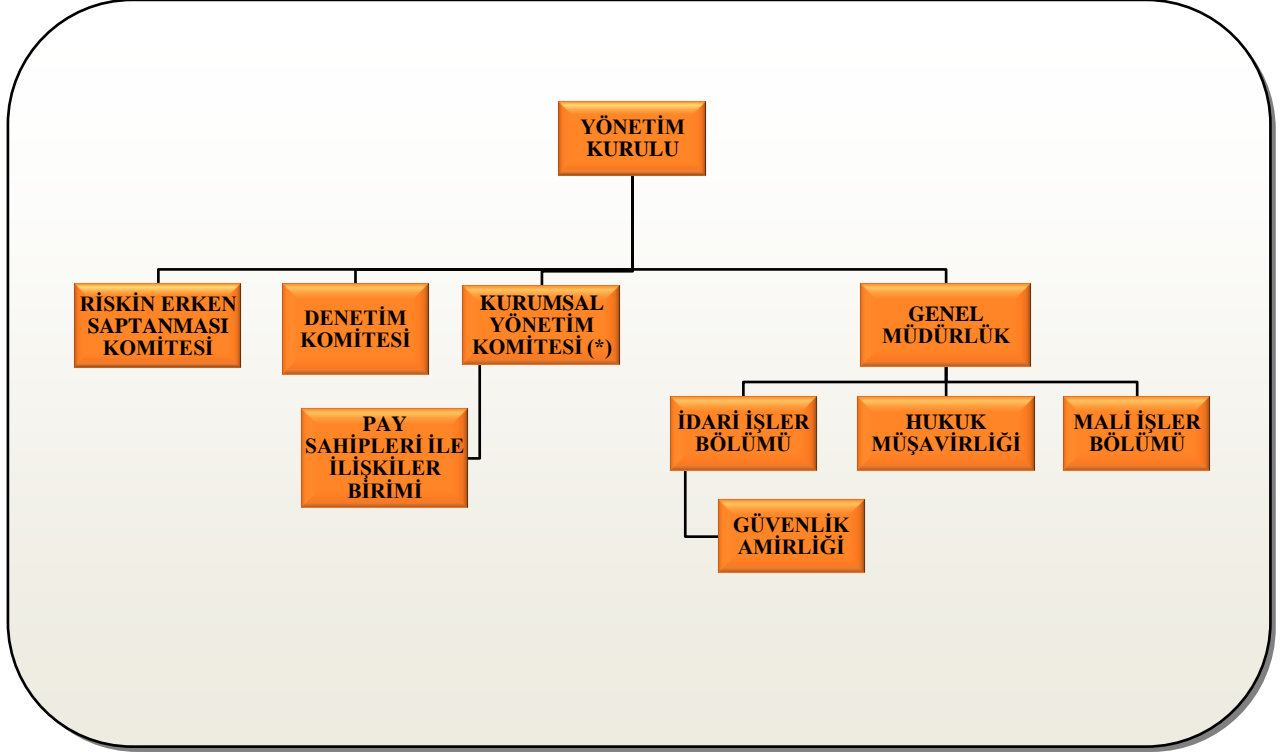 YÖNETİM
KURULU
RİSKİN ERKEN
SAPTANMASI
KOMİTESİ
DENETİM
KOMİTESİ
KURUMSAL
YÖNETİM
KOMİTESİ (*)
GENEL
MÜDÜRLÜK
PAY
SAHİPLERİ İLE
İLİŞKİLER
BİRİMİ
İDARİ İŞLER
BÖLÜMÜ
HUKUK
MÜŞAVİRLİĞİ
MALİ İŞLER
BÖLÜMÜ
GÜVENLİK
AMİRLİĞİ